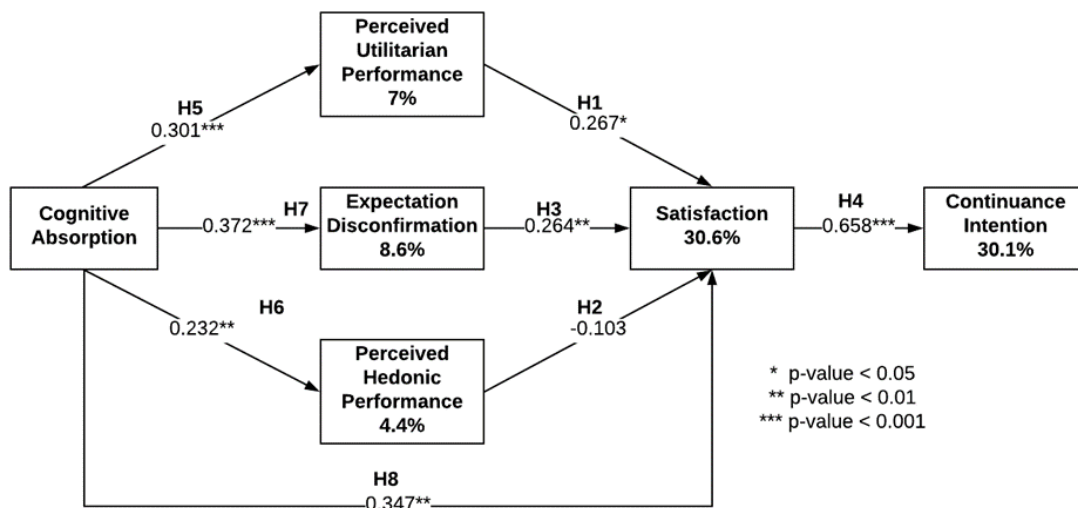 Perceived
Utilitarian
Performance
7%
H5
0.301***
H1
0.267*
Cognitive
Absorption
H7
0.372***
Expectation
Disconfirmation
8.6%
H3
0.264**
Satisfaction
30.6%
H4
0.658***
Continuance
Intention
30.1%
H6
0.232**
H2
-0.103
Perceived
Hedonic
Performance
4.4%
* p-value < 0.05
** p-value < 0.01
*** p-value < 0.001
H8
0.347**